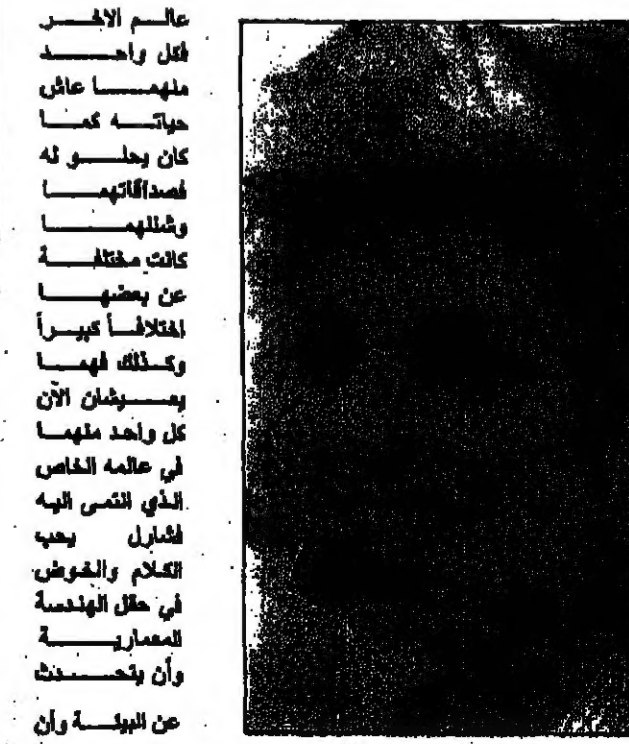 عالم الاخر
فكل واحد
منهما عاش
حياته كما
كان يحلو له
فصداقاتهما
وشللهما
كانت مختلفة
عن بعضها
اختلافاً كبيراً
وكذلك فهما
يعيشان الآن
كل واحد منهما
في عالمه الخاص
الذي انتمى اليه
فشارل يحب
الكلام والخوض
في حقل الهندسة
المعمارية
وأن يتحدث
عن البيئة وأن